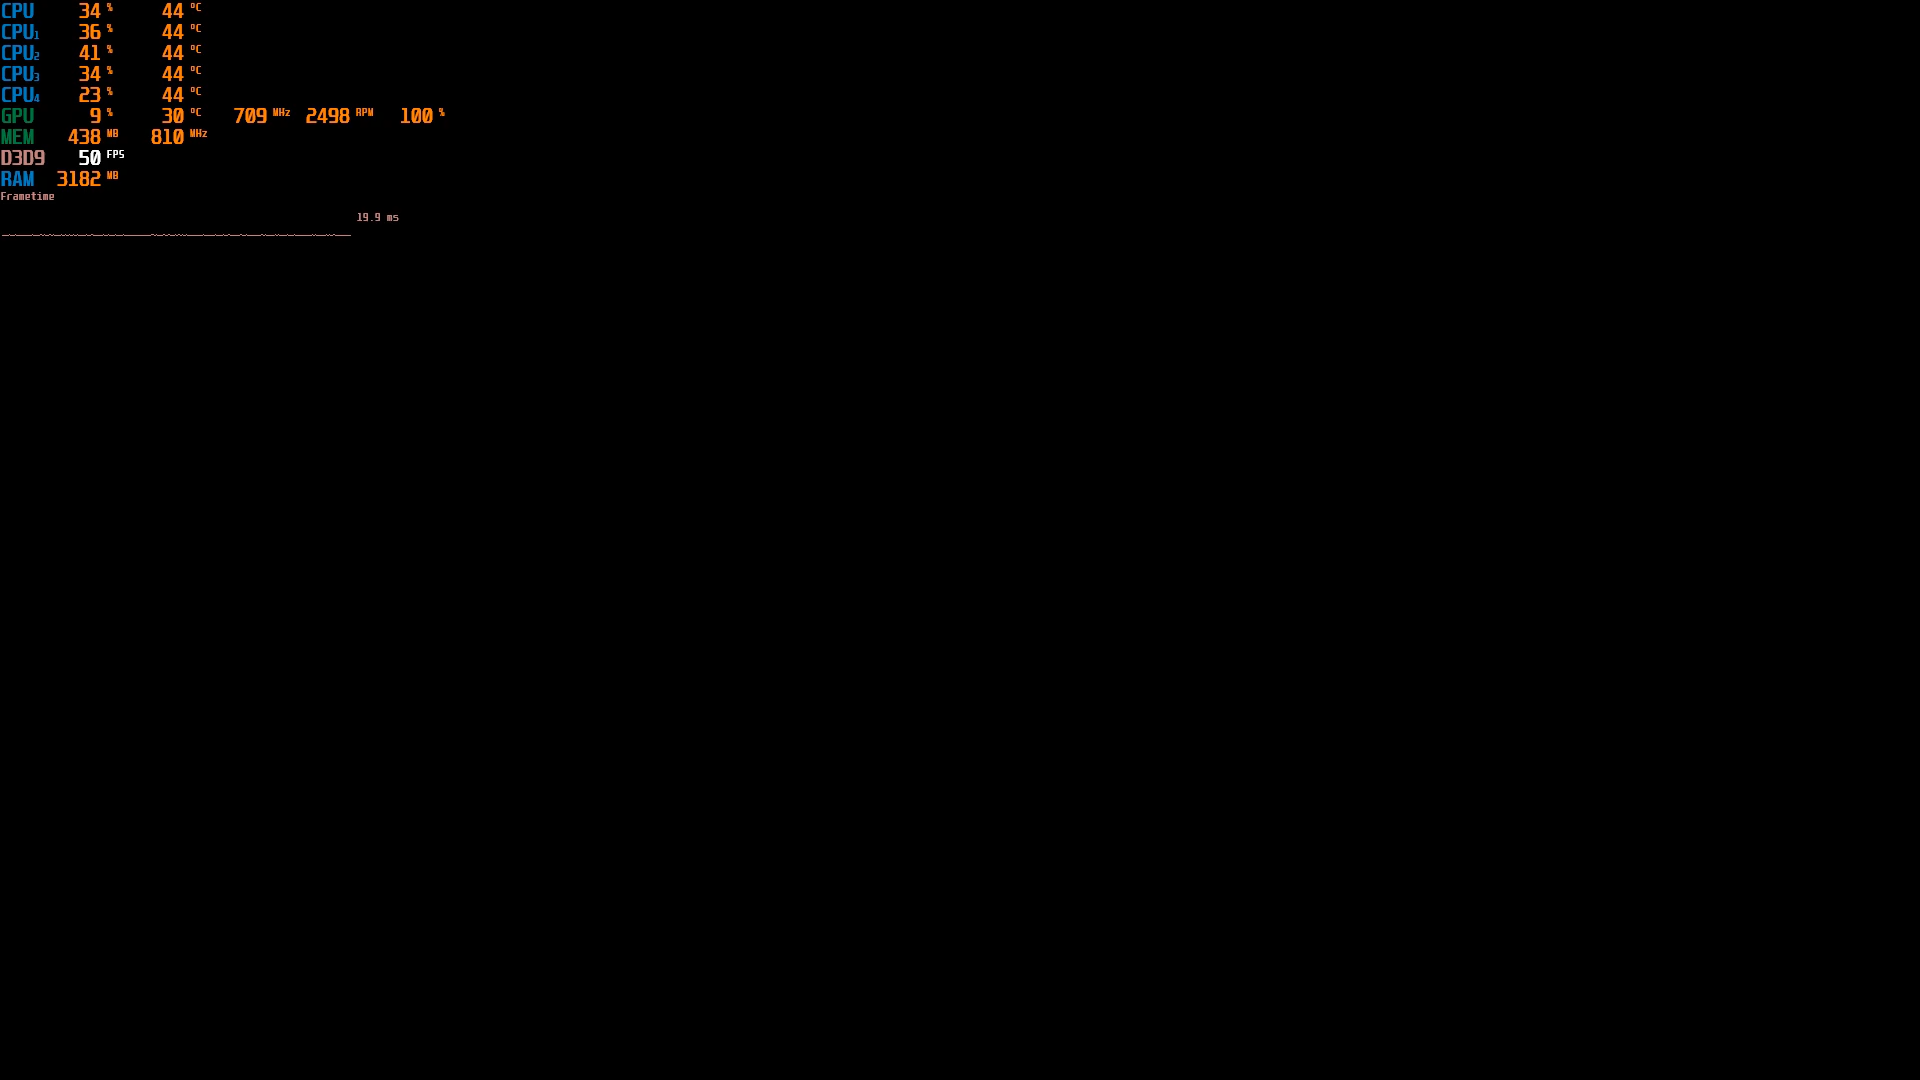 CPU 34 % 44 °C
CPU1 36 % 44 °C
CPU2 41 % 44 °C
CPU3 34 % 44 °C
CPU4 23 % 44 °C
GPU 9 % 30 °C 709 MHz 2498 RPM 100 %
MEM 438 MB 810 MHz
D3D9 50 FPS
RAM 3182 MB
Frametime
19.9 ms